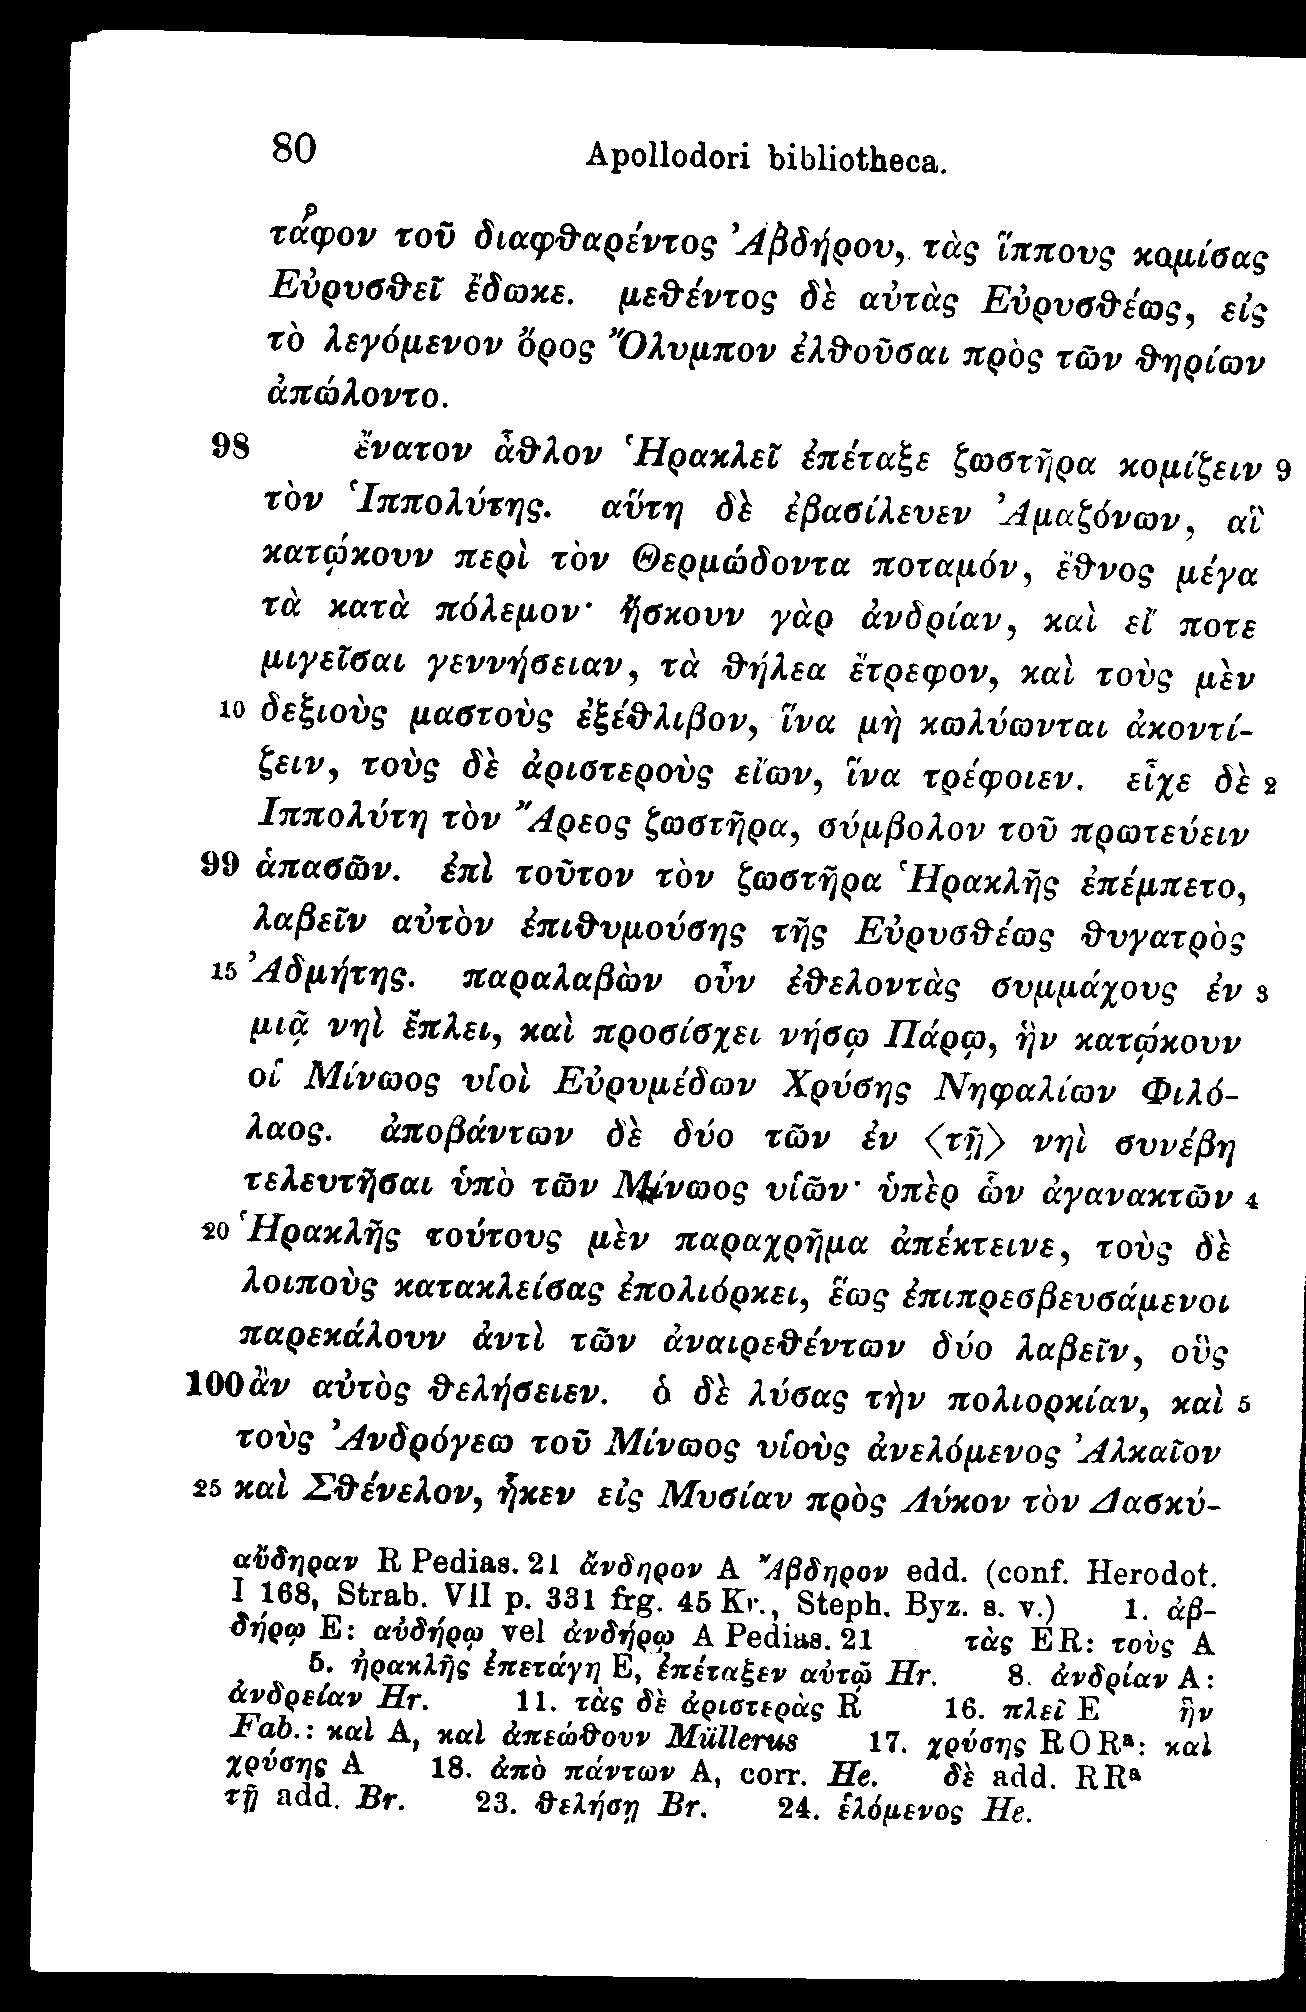 80 Apollodori bibliotheca.
τάφον τοῦ διαφθαρέντος Ἀβδήρου, τὰς ἵππους κομίσας
Εὐρυσθεῖ ἔδωκε. μεθέντος δὲ αὐτὰς Εὐρυσθέως, εἰς
τὸ λεγόμενον ὄρος Ὄλυμπον ἐλθοῦσαι πρὸς τῶν θηρίων
ἀπώλοντο.
98 ἔνατον ἆθλον Ἡρακλεῖ ἐπέταξε ζωστῆρα κομίζειν 9
τὸν Ἱππολύτης. αὕτη δὲ ἐβασίλευεν Ἀμαζόνων, αἳ
κατῴκουν περὶ τὸν Θερμώδοντα ποταμόν, ἔθνος μέγα
τὰ κατὰ πόλεμον· ἤσκουν γὰρ ἀνδρίαν, καὶ εἴ ποτε
μιγεῖσαι γεννήσειαν, τὰ θήλεα ἔτρεφον, καὶ τοὺς μὲν
10 δεξιοὺς μαστοὺς ἐξέθλιβον, ἵνα μὴ κωλύωνται ἀκοντί-
ζειν, τοὺς δὲ ἀριστεροὺς εἴων, ἵνα τρέφοιεν. εἶχε δὲ 2
Ιππολύτη τὸν Ἄρεος ζωστῆρα, σύμβολον τοῦ πρωτεύειν
99 ἁπασῶν. ἐπὶ τοῦτον τὸν ζωστῆρα Ἡρακλῆς ἐπέμπετο,
λαβεῖν αὐτὸν ἐπιθυμούσης τῆς Εὐρυσθέως θυγατρὸς
15 Ἀδμήτης. παραλαβὼν οὖν ἐθελοντὰς συμμάχους ἐν 3
μιᾷ νηὶ ἔπλει, καὶ προσίσχει νήσῳ Πάρῳ, ἣν κατῴκουν
οἱ Μίνωος υἱοὶ Εὐρυμέδων Χρύσης Νηφαλίων Φιλό-
λαος. ἀποβάντων δὲ δύο τῶν ἐν ⟨τῇ⟩ νηὶ συνέβη
τελευτῆσαι ὑπὸ τῶν Μίνωος υἱῶν· ὑπὲρ ὧν ἀγανακτῶν 4
20 Ἡρακλῆς τούτους μὲν παραχρῆμα ἀπέκτεινε, τοὺς δὲ
λοιποὺς κατακλείσας ἐπολιόρκει, ἕως ἐπιπρεσβευσάμενοι
παρεκάλουν ἀντὶ τῶν ἀναιρεθέντων δύο λαβεῖν, οὓς
100 ἂν αὐτὸς θελήσειεν. ὁ δὲ λύσας τὴν πολιορκίαν, καὶ 5
τοὺς Ἀνδρόγεω τοῦ Μίνωος υἱοὺς ἀνελόμενος Ἀλκαῖον
25 καὶ Σθένελον, ἧκεν εἰς Μυσίαν πρὸς Λύκον τὸν Δασκύ-
αὔδηραν R Pedias. 21 ἄνδηρον A Ἄβδηρον edd. (conf. Herodot.
I 168, Strab. VII p. 331 frg. 45 Kr., Steph. Byz. s. v.) 1. ἀβ-
δήρῳ E: αὐδήρῳ vel ἀνδήρῳ A Pedias. 21 τὰς ER: τοὺς A
5. ἡρακλῆς ἐπετάγη E, ἐπέταξεν αὐτῷ Hr. 8. ἀνδρίαν A:
ἀνδρείαν Hr. 11. τὰς δὲ ἀριστερὰς R 16. πλεῖ E ἣν
Fab.: καὶ A, καὶ ἀπεώθουν Müllerus 17. χρύσης RORᵃ: καὶ
χρύσης A 18. ἀπὸ πάντων A, corr. He. δὲ add. RRᵃ
τῇ add. Br. 23. θελήσῃ Br. 24. ἑλόμενος He.